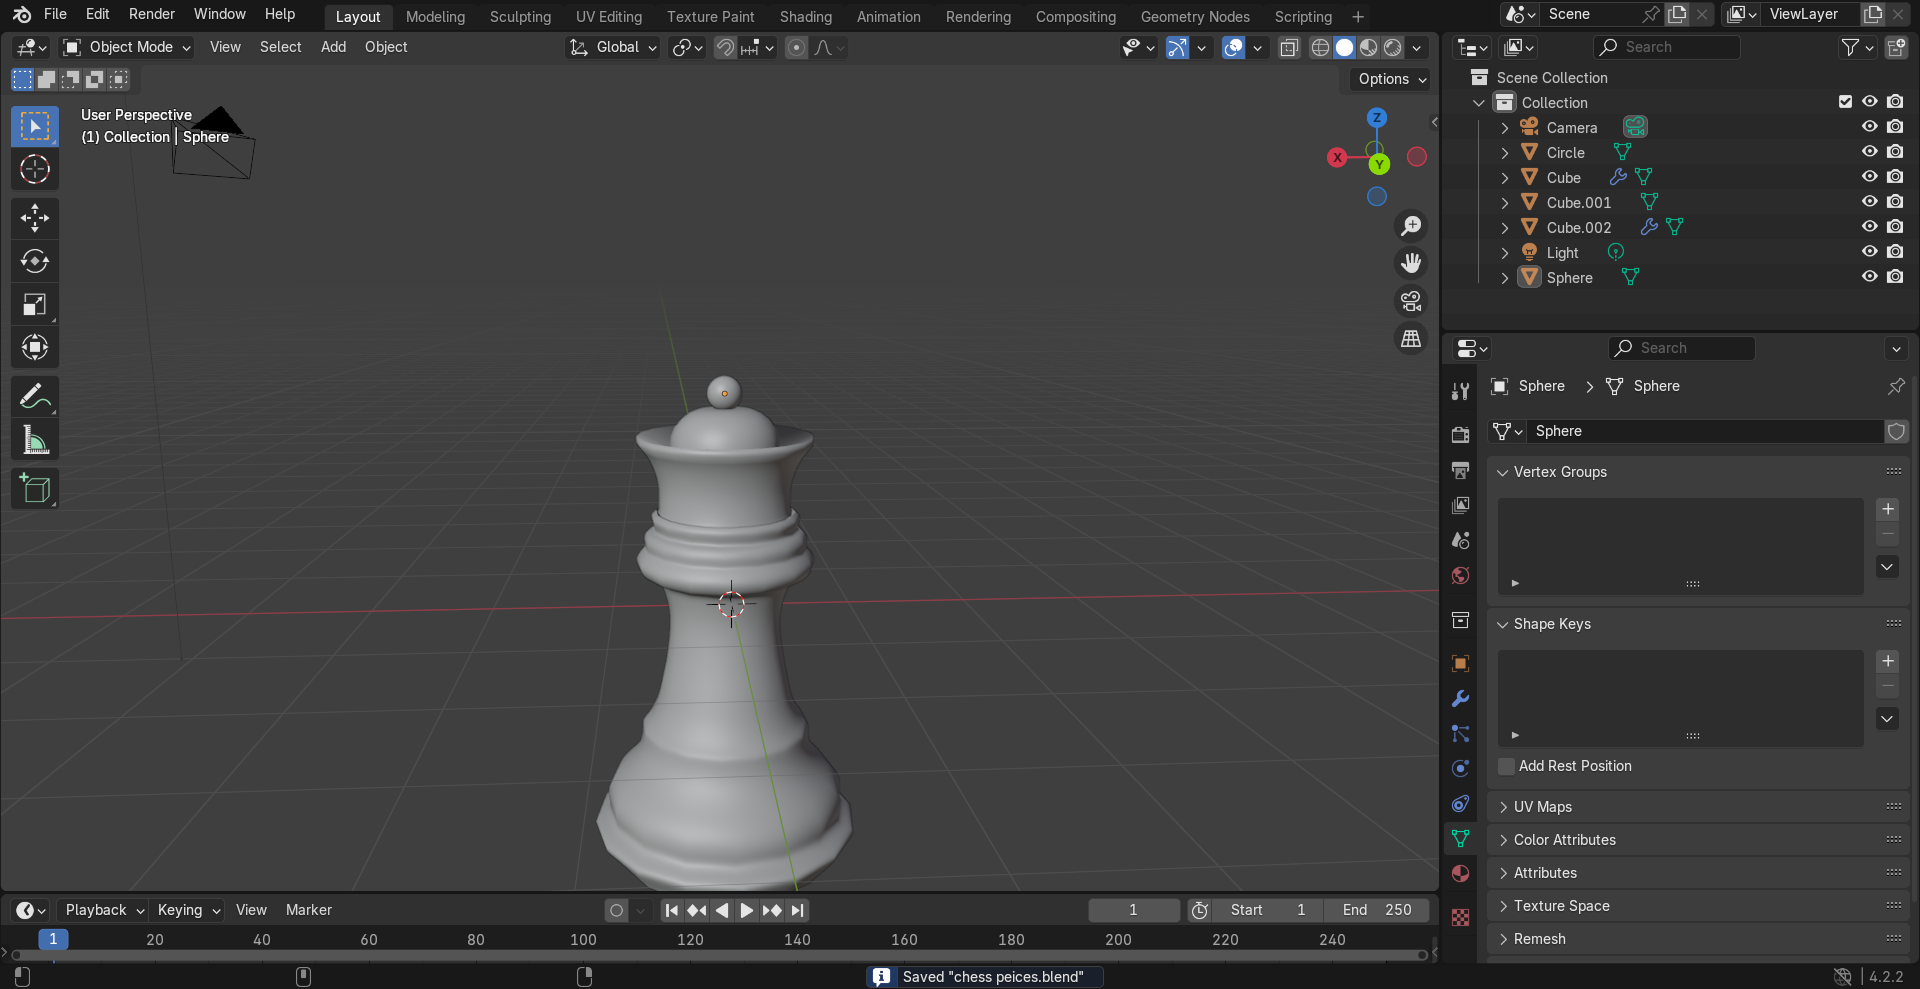 File Edit Render Window Help Layout Modeling Sculpting UV Editing Texture Paint Shading Animation Rendering Compositing Geometry Nodes Scripting + Scene ViewLayer
Object Mode View Select Add Object Global Search
Options
User Perspective
(1) Collection | Sphere
Z
X
Y
Scene Collection
Collection
Camera
Circle
Cube
Cube.001
Cube.002
Light
Sphere
Search
Sphere > Sphere
Sphere
Vertex Groups
Shape Keys
Add Rest Position
UV Maps
Color Attributes
Attributes
Texture Space
Remesh
Playback Keying View Marker 1 Start 1 End 250
1 20 40 60 80 100 120 140 160 180 200 220 240
Saved "chess peices.blend" 4.2.2